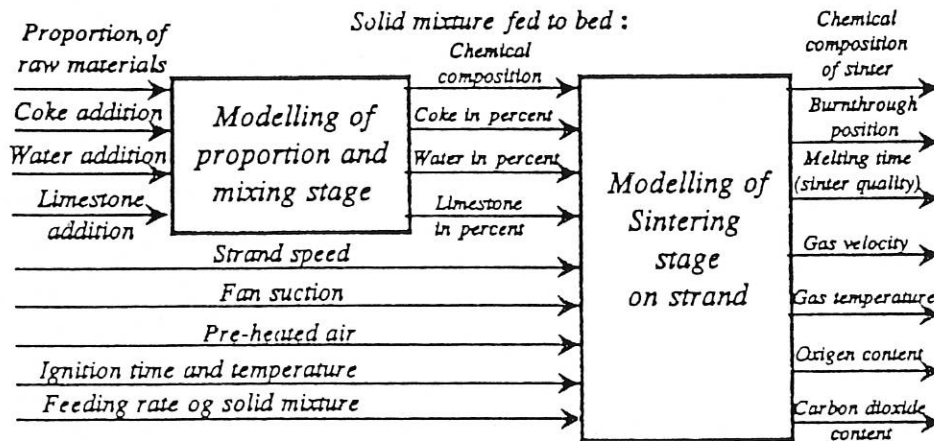 Solid mixture fed to bed :
Proportion, of
raw materials
Coke addition
Water addition
Limestone
addition
Modelling of
proportion and
mixing stage
Chemical
composition
Coke in percent
Water in percent
Limestone
in percent
Strand speed
Fan suction
Pre-heated air
Ignition time and temperature
Feeding rate og solid mixture
Modelling of
Sintering
stage
on strand
Chemical
composition
of sinter
Burnthrough
position
Melting time
(sinter quality)
Gas velocity
Gas temperature
Oxigen content
Carbon dioxide
content